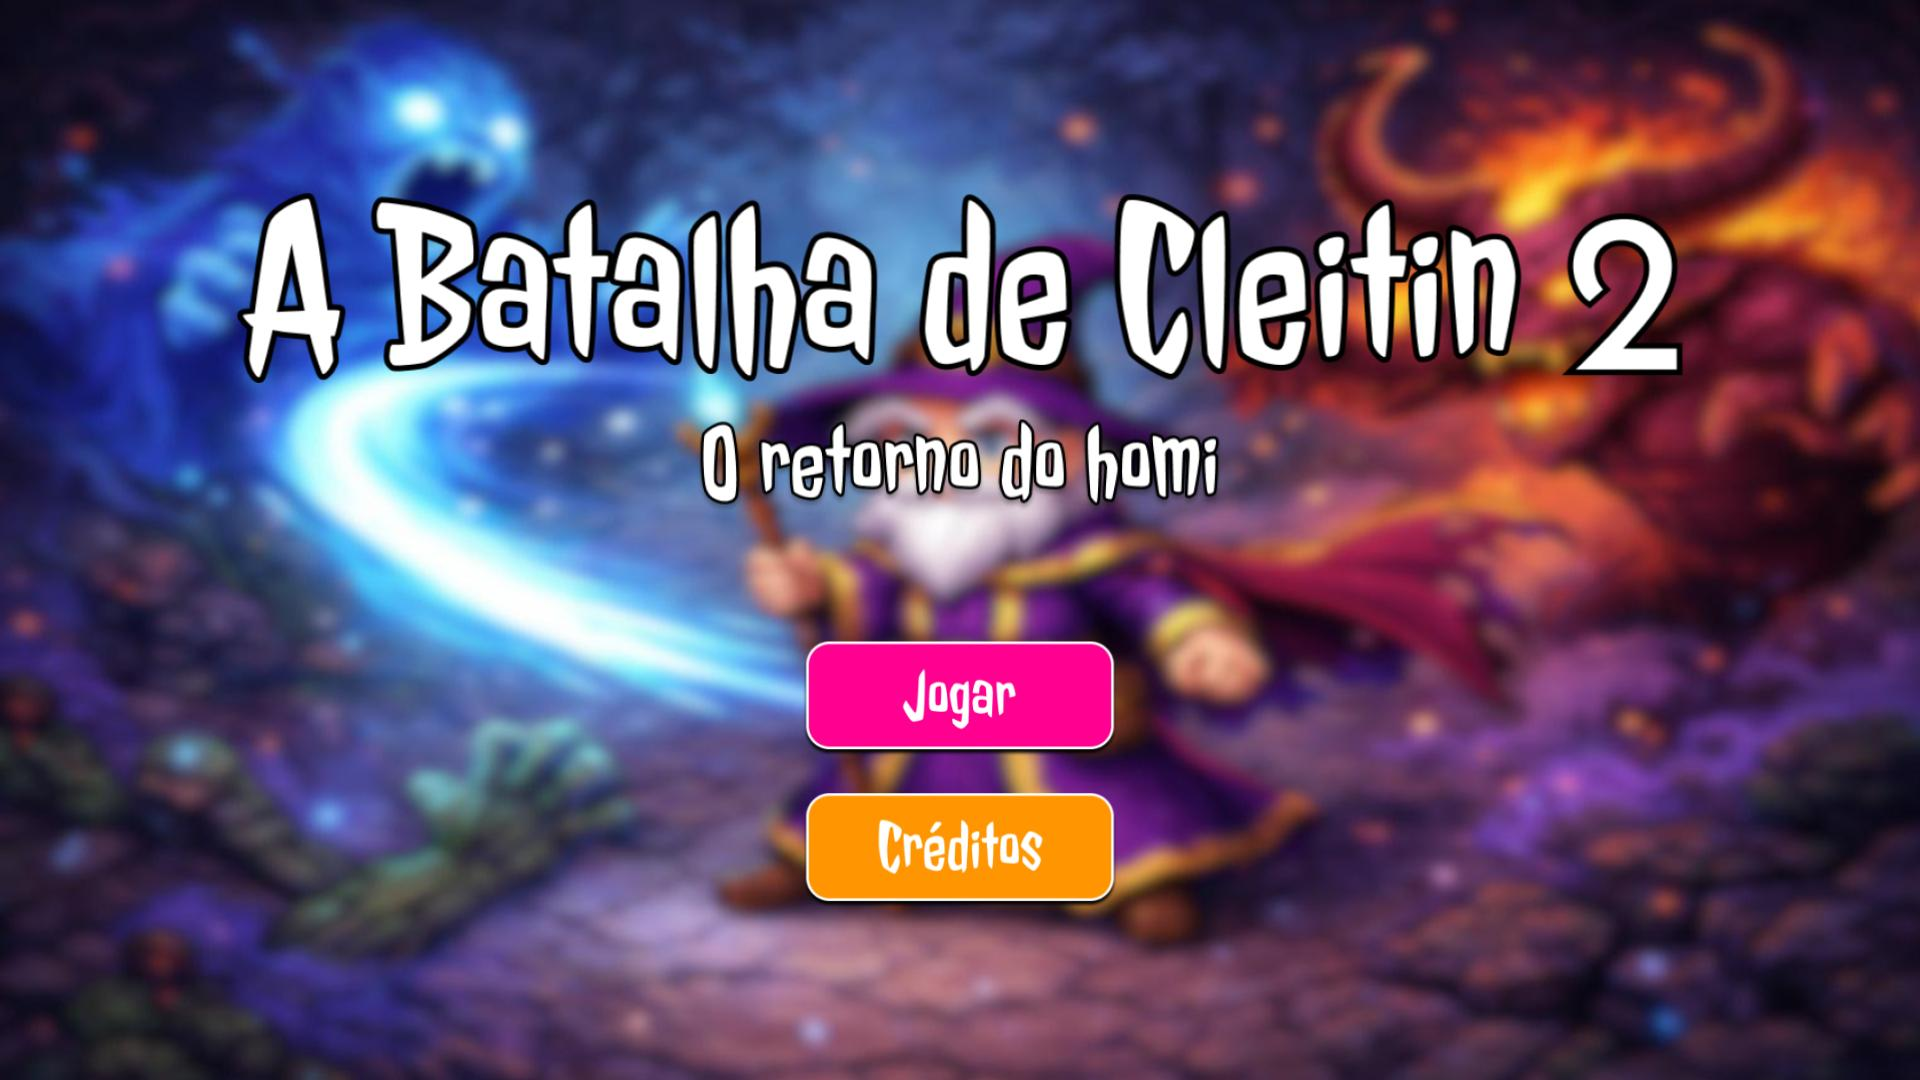 A Batalha de Cleitin 2
O retorno do homi
Jogar
Créditos